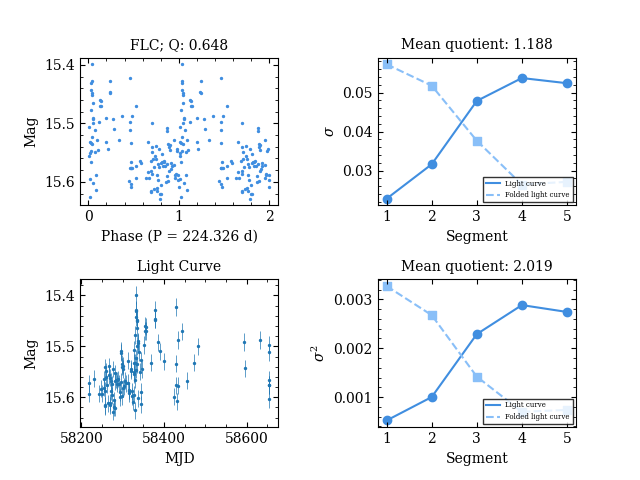 FLC; Q: 0.648
Mag
15.4
15.5
15.6
0 1 2
Phase (P = 224.326 d)
Mean quotient: 1.188
σ
0.05
0.04
0.03
Light curve
Folded light curve
1 2 3 4 5
Segment
Light Curve
Mag
15.4
15.5
15.6
58200 58400 58600
MJD
Mean quotient: 2.019
σ²
0.003
0.002
0.001
Light curve
Folded light curve
1 2 3 4 5
Segment